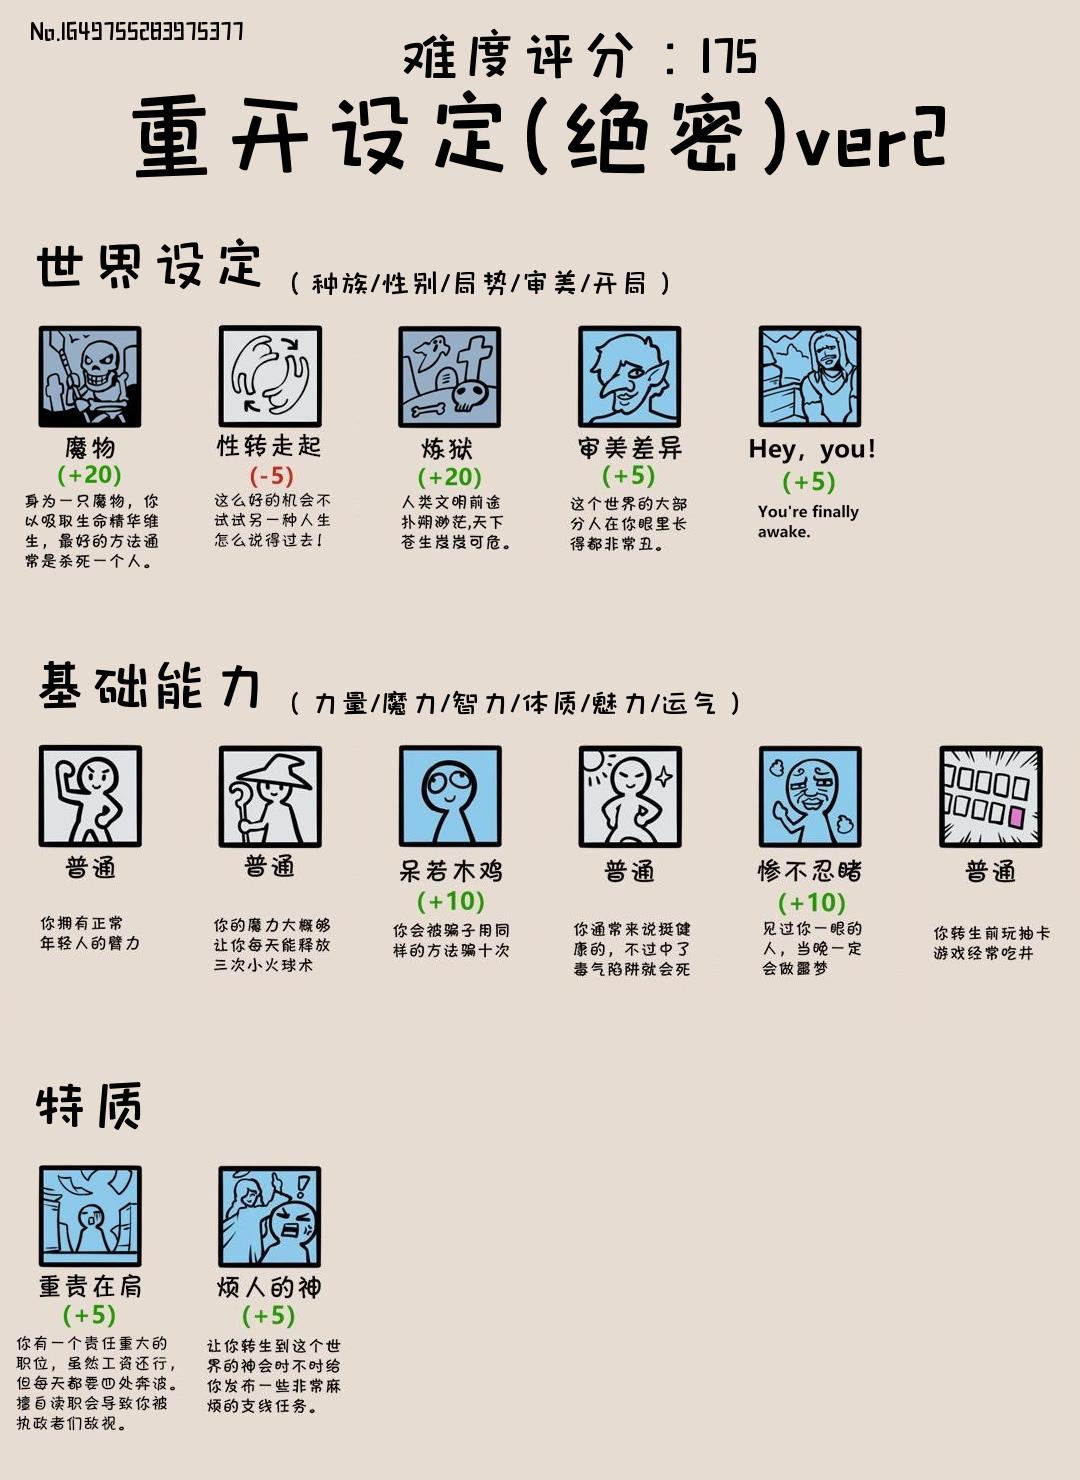 No.1649755283975377
难度评分：175
重开设定(绝密)ver2
世界设定 (种族/性别/局势/审美/开局)
魔物
(+20)
身为一只魔物，你
以吸取生命精华维
生，最好的方法通
常是杀死一个人。
性转走起
(-5)
这么好的机会不
试试另一种人生
怎么说得过去！
炼狱
(+20)
人类文明前途
扑朔渺茫,天下
苍生岌岌可危。
审美差异
(+5)
这个世界的大部
分人在你眼里长
得都非常丑。
Hey, you!
(+5)
You're finally
awake.
基础能力 (力量/魔力/智力/体质/魅力/运气)
普通
你拥有正常
年轻人的臂力
普通
你的魔力大概够
让你每天能释放
三次小火球术
呆若木鸡
(+10)
你会被骗子用同
样的方法骗十次
普通
你通常来说挺健
康的，不过中了
毒气陷阱就会死
惨不忍睹
(+10)
见过你一眼的
人，当晚一定
会做噩梦
普通
你转生前玩抽卡
游戏经常吃井
特质
重责在肩
(+5)
你有一个责任重大的
职位，虽然工资还行，
但每天都要四处奔波。
擅自渎职会导致你被
执政者们敌视。
烦人的神
(+5)
让你转生到这个世
界的神会时不时给
你发布一些非常麻
烦的支线任务。